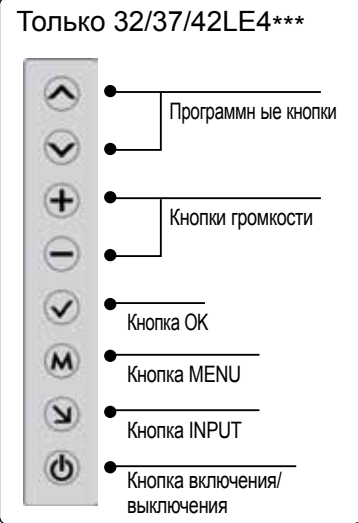 Только 32/37/42LE4***
Программн ые кнопки
Кнопки громкости
Кнопка OK
M
Кнопка MENU
Кнопка INPUT
Кнопка включения/
выключения